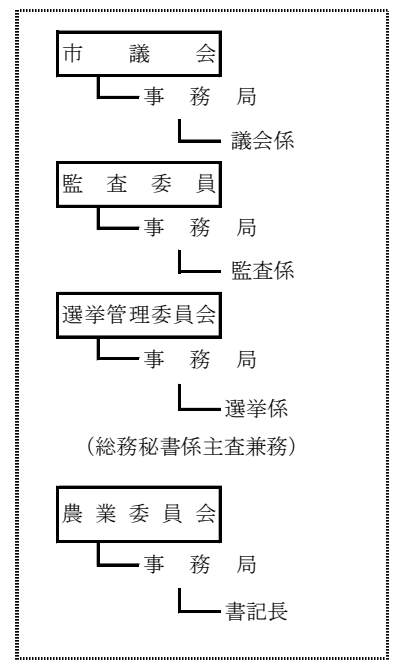 市議会
事務局
議会係
監査委員
事務局
監査係
選挙管理委員会
事務局
選挙係
(総務秘書係主査兼務)
農業委員会
事務局
書記長